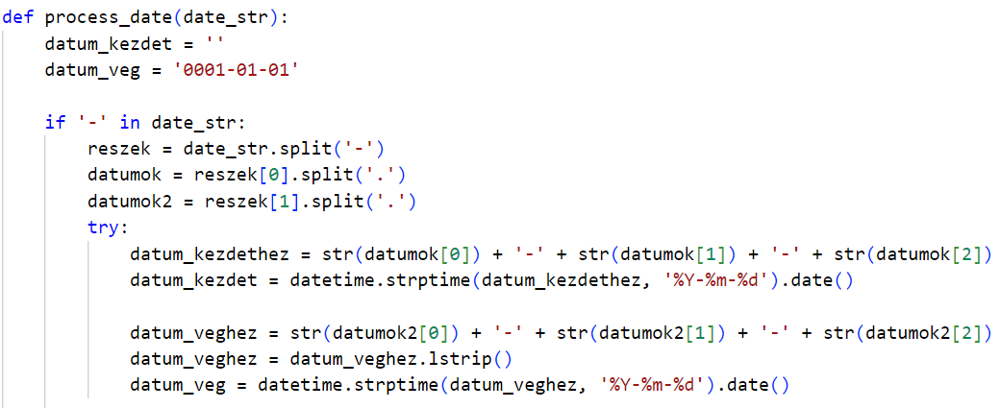 def process_date(date_str):
    datum_kezdet = ''
    datum_veg = '0001-01-01'

    if '-' in date_str:
        reszek = date_str.split('-')
        datumok = reszek[0].split('.')
        datumok2 = reszek[1].split('.')
        try:
            datum_kezdethez = str(datumok[0]) + '-' + str(datumok[1]) + '-' + str(datumok[2])
            datum_kezdet = datetime.strptime(datum_kezdethez, '%Y-%m-%d').date()

            datum_veghez = str(datumok2[0]) + '-' + str(datumok2[1]) + '-' + str(datumok2[2])
            datum_veghez = datum_veghez.lstrip()
            datum_veg = datetime.strptime(datum_veghez, '%Y-%m-%d').date()